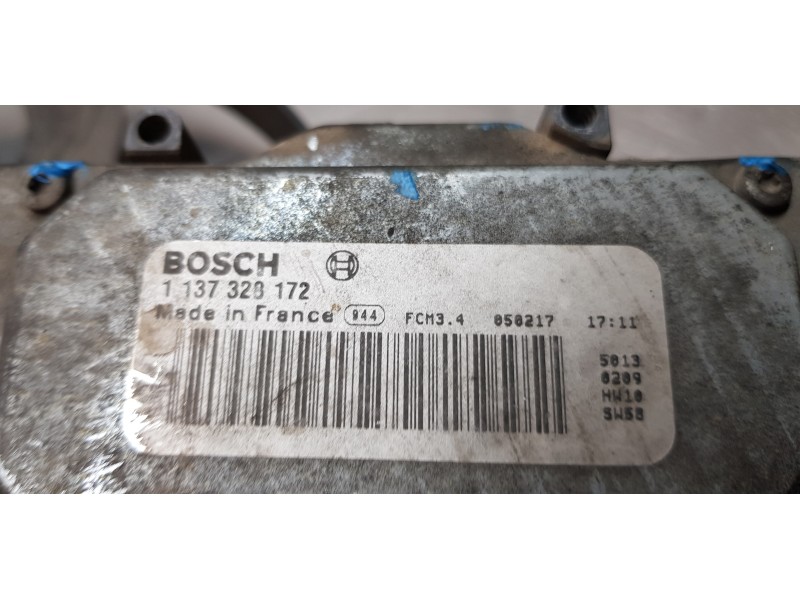 BOSCH
1 137 328 172
Made in France 944 FCM3.4 050217 17:11
5013
0209
HW10
SW58